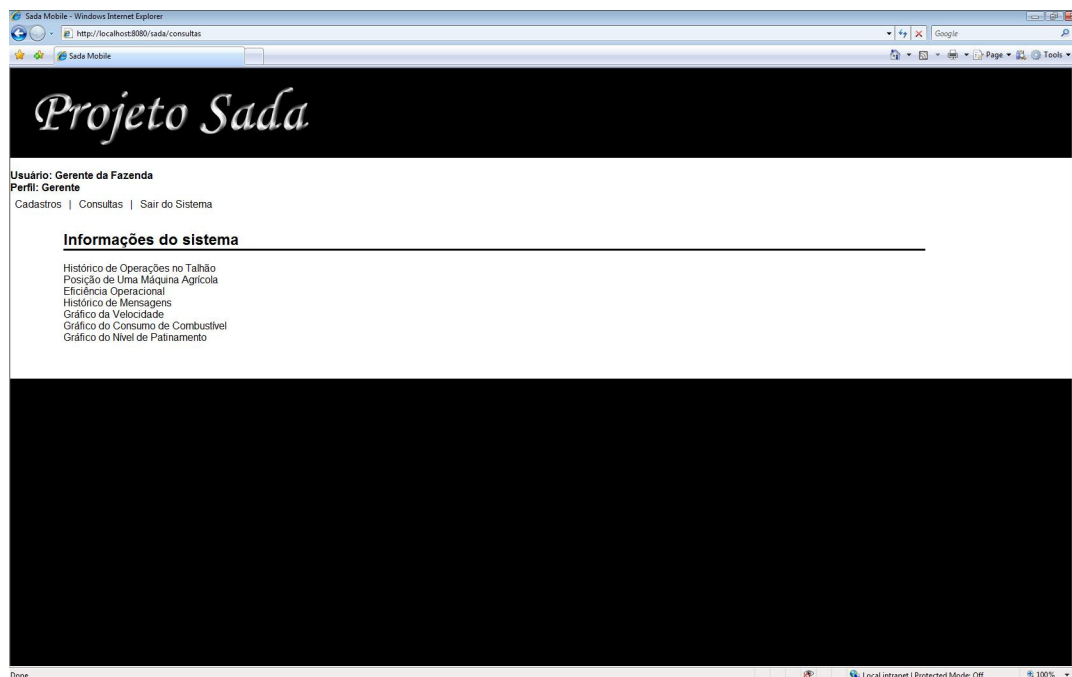 Sada Mobile - Windows Internet Explorer
http://localhost:8080/sada/consultas
Google
Sada Mobile
Page
Tools
Projeto Sada
Usuário: Gerente da Fazenda
Perfil: Gerente
Cadastros | Consultas | Sair do Sistema
Informações do sistema
Histórico de Operações no Talhão
Posição de Uma Máquina Agrícola
Eficiência Operacional
Histórico de Mensagens
Gráfico da Velocidade
Gráfico do Consumo de Combustível
Gráfico do Nível de Patinamento
Done
Local intranet | Protected Mode: Off
100%